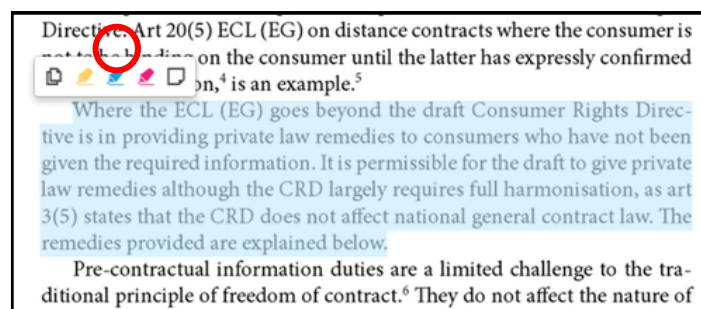 Directive. Art 20(5) ECL (EG) on distance contracts where the consumer is
not to be binding on the consumer until the latter has expressly confirmed
on,⁴ is an example.⁵
Where the ECL (EG) goes beyond the draft Consumer Rights Direc-
tive is in providing private law remedies to consumers who have not been
given the required information. It is permissible for the draft to give private
law remedies although the CRD largely requires full harmonisation, as art
3(5) states that the CRD does not affect national general contract law. The
remedies provided are explained below.
Pre-contractual information duties are a limited challenge to the tra-
ditional principle of freedom of contract.⁶ They do not affect the nature of